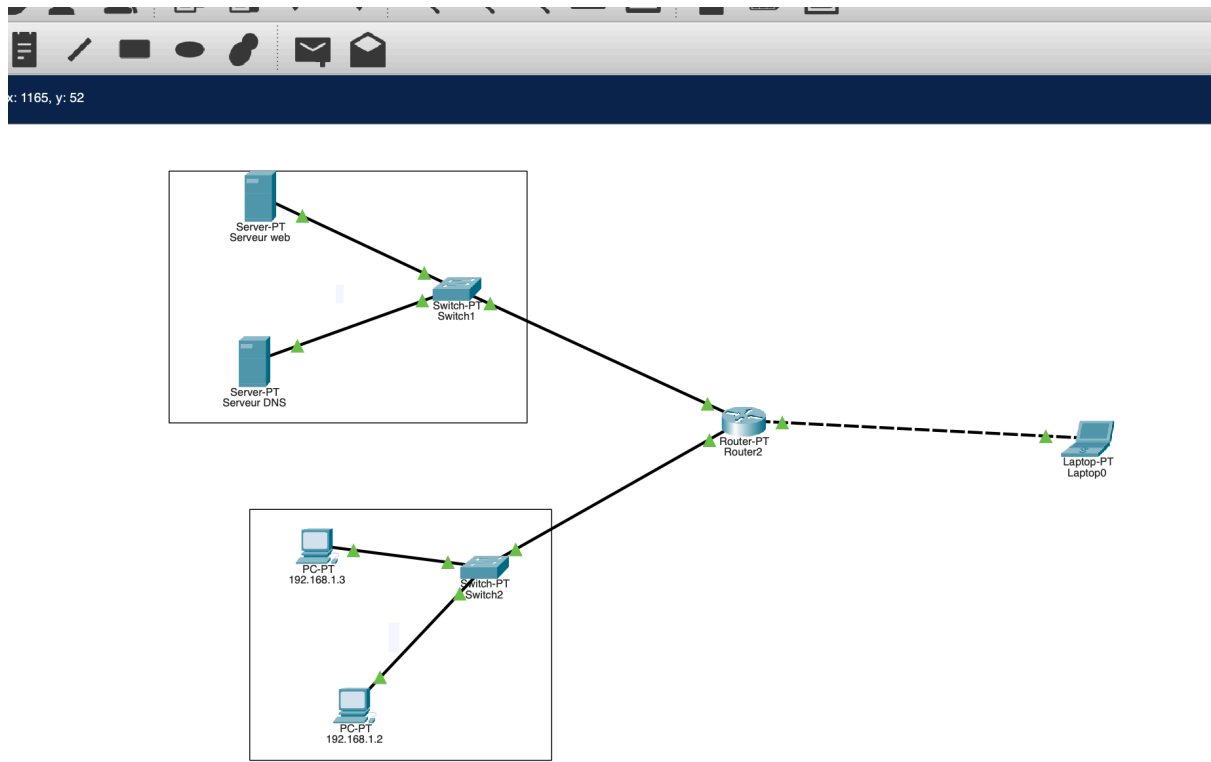 x: 1165, y: 52
Server-PT
Serveur web
Switch-PT
Switch1
Server-PT
Serveur DNS
Router-PT
Router2
Laptop-PT
Laptop0
PC-PT
192.168.1.3
Switch-PT
Switch2
PC-PT
192.168.1.2